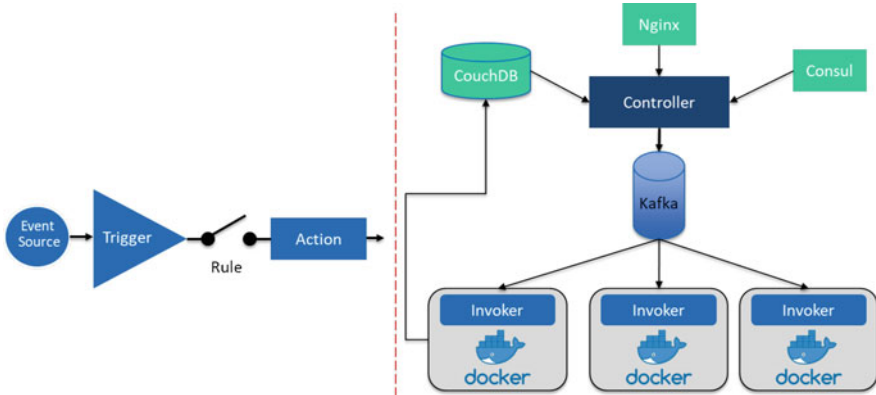 Event
Source
Trigger
Rule
Action
Nginx
CouchDB
Consul
Controller
Kafka
Invoker
docker
Invoker
docker
Invoker
docker